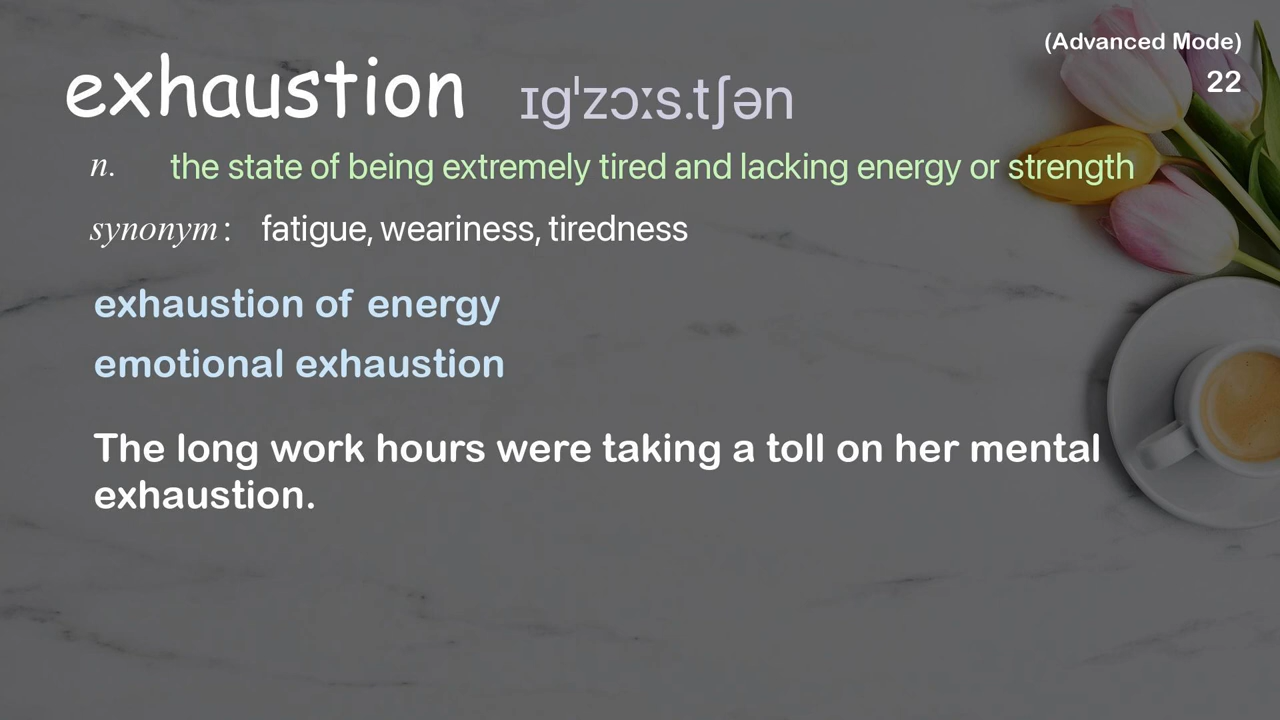 (Advanced Mode)
22
exhaustion ɪɡˈzɔːs.tʃən
n. the state of being extremely tired and lacking energy or strength
synonym: fatigue, weariness, tiredness
exhaustion of energy
emotional exhaustion
The long work hours were taking a toll on her mental
exhaustion.